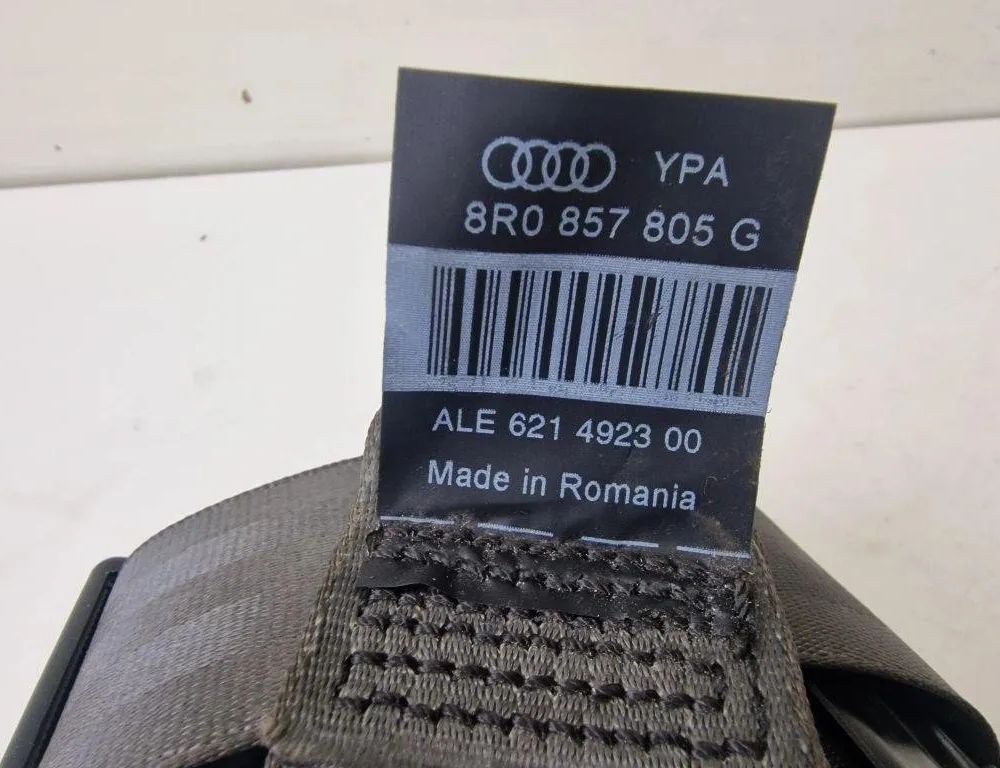 YPA
8R0 857 805 G
ALE 621 4923 00
Made in Romania